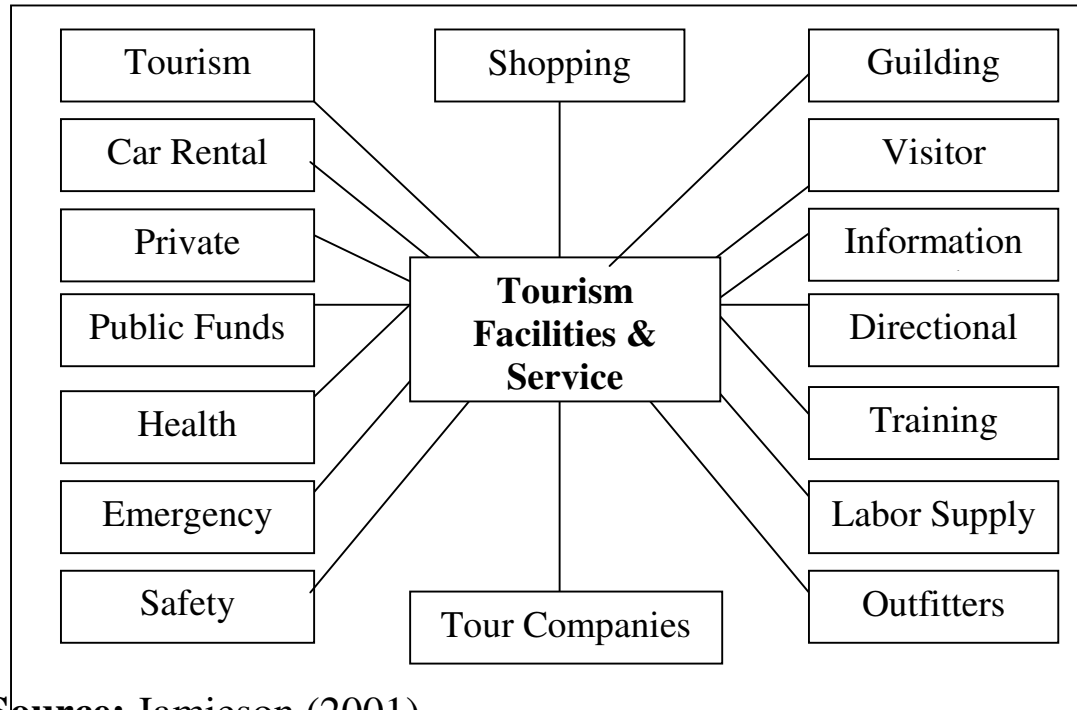 Tourism
Shopping
Guilding
Car Rental
Visitor
Private
Information
Tourism
Facilities &
Service
Public Funds
Directional
Health
Training
Emergency
Labor Supply
Safety
Tour Companies
Outfitters
Source: Jamieson (2001)